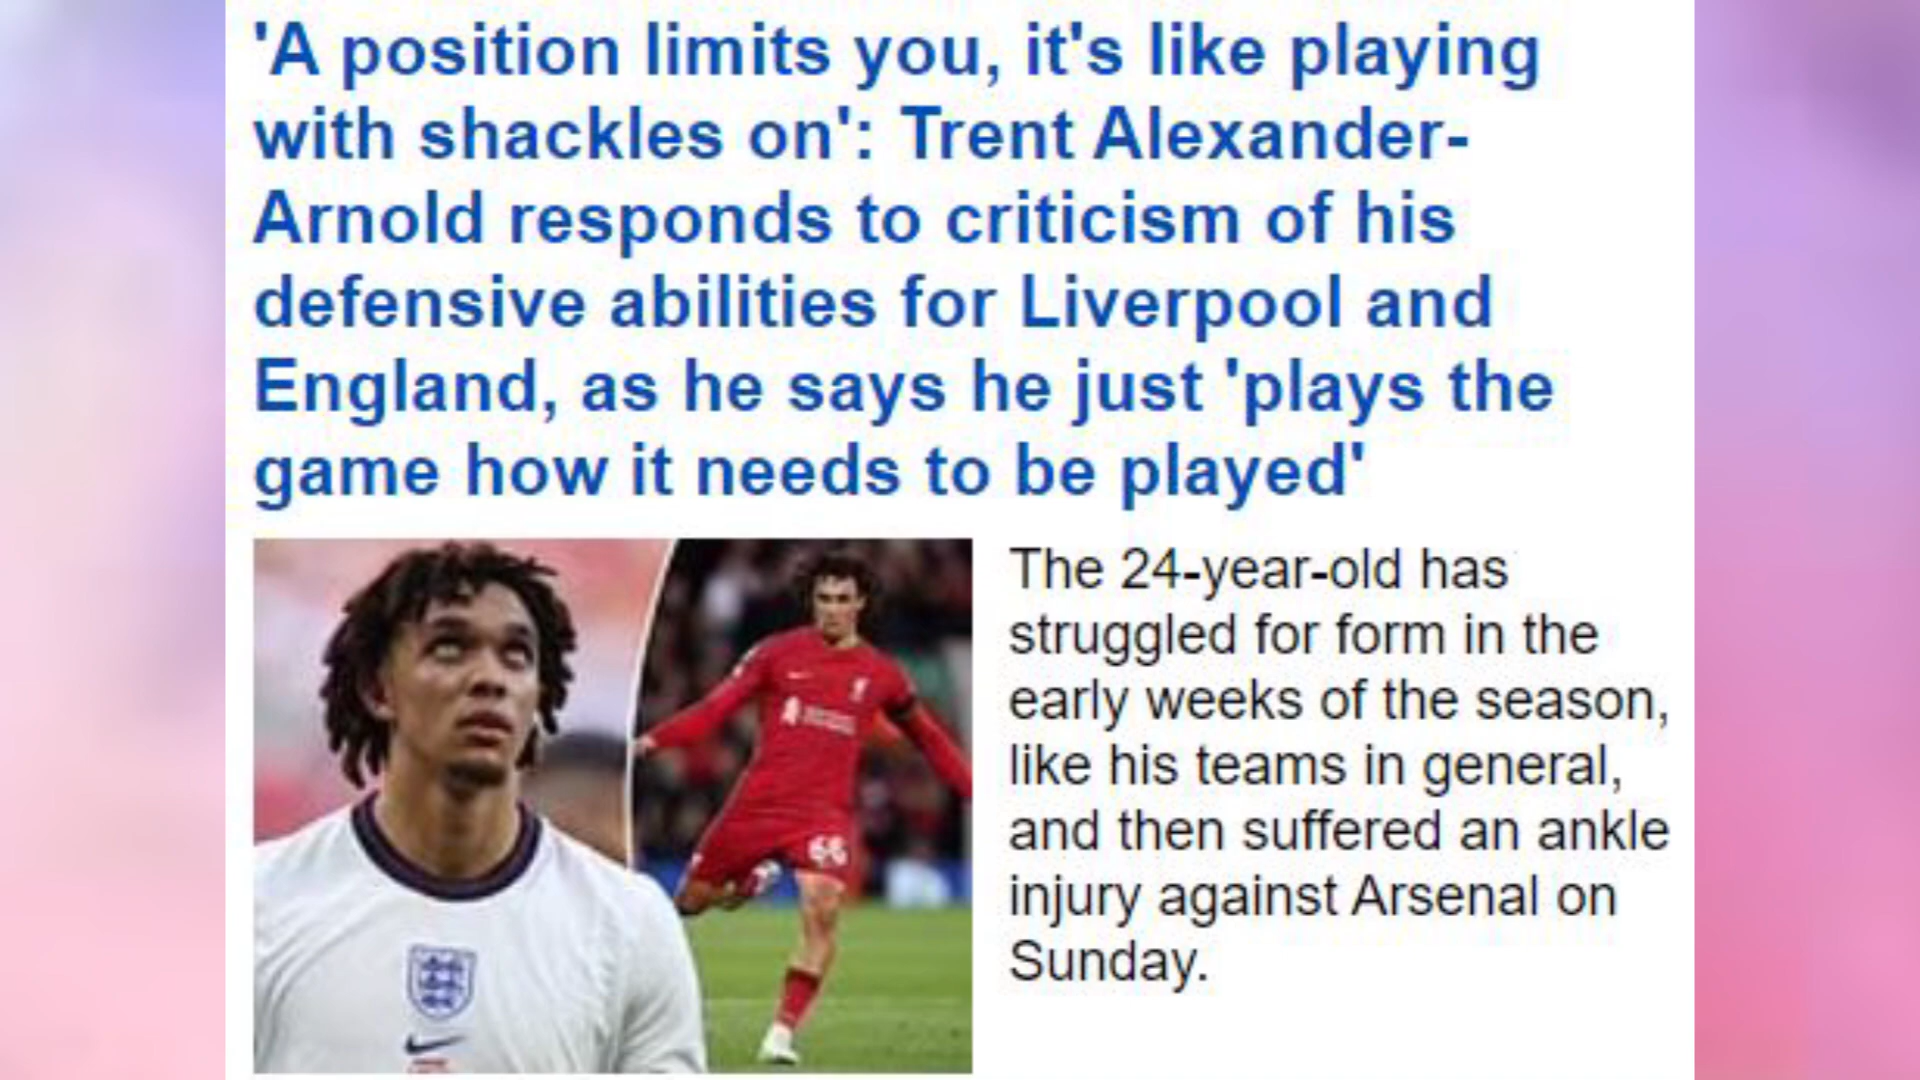 'A position limits you, it's like playing
with shackles on': Trent Alexander-
Arnold responds to criticism of his
defensive abilities for Liverpool and
England, as he says he just 'plays the
game how it needs to be played'
The 24-year-old has
struggled for form in the
early weeks of the season,
like his teams in general,
and then suffered an ankle
injury against Arsenal on
Sunday.
66